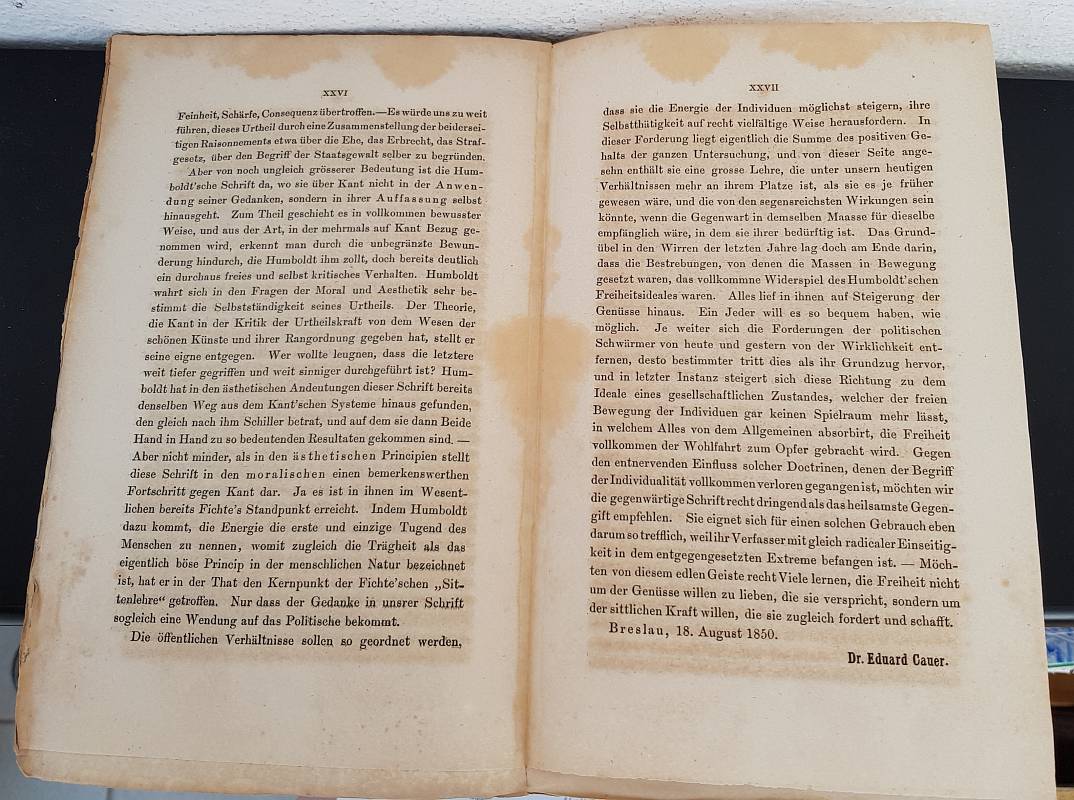 XXVI
Feinheit, Schärfe, Consequenz übertroffen.—Es würde uns zu weit
führen, dieses Urtheil durch eine Zusammenstellung der beidersei-
tigen Raisonnements etwa über die Ehe, das Erbrecht, das Straf-
gesetz, über den Begriff der Staatsgewalt selber zu begründen.
Aber von noch ungleich grösserer Bedeutung ist die Hum-
boldt'sche Schrift da, wo sie über Kant nicht in der Anwen-
dung seiner Gedanken, sondern in ihrer Auffassung selbst
hinausgeht. Zum Theil geschieht es in vollkommen bewusster
Weise, und aus der Art, in der mehrmals auf Kant Bezug ge-
nommen wird, erkennt man durch die unbegränzte Bewun-
derung hindurch, die Humboldt ihm zollt, doch bereits deutlich
ein durchaus freies und selbst kritisches Verhalten. Humboldt
wahrt sich in den Fragen der Moral und Aesthetik sehr be-
stimmt die Selbstständigkeit seines Urtheils. Der Theorie,
die Kant in der Kritik der Urtheilskraft von dem Wesen der
schönen Künste und ihrer Rangordnung gegeben hat, stellt er
seine eigne entgegen. Wer wollte leugnen, dass die letztere
weit tiefer gegriffen und weit sinniger durchgeführt ist? Hum-
boldt hat in den ästhetischen Andeutungen dieser Schrift bereits
denselben Weg aus dem Kant'schen Systeme hinaus gefunden,
den gleich nach ihm Schiller betrat, und auf dem sie dann Beide
Hand in Hand zu so bedeutenden Resultaten gekommen sind. —
Aber nicht minder, als in den ästhetischen Principien stellt
diese Schrift in den moralischen einen bemerkenswerthen
Fortschritt gegen Kant dar. Ja es ist in ihnen im Wesent-
lichen bereits Fichte's Standpunkt erreicht. Indem Humboldt
dazu kommt, die Energie die erste und einzige Tugend des
Menschen zu nennen, womit zugleich die Trägheit als das
eigentlich böse Princip in der menschlichen Natur bezeichnet
ist, hat er in der That den Kernpunkt der Fichte'schen „Sit-
tenlehre“ getroffen. Nur dass der Gedanke in unsrer Schrift
sogleich eine Wendung auf das Politische bekommt.
Die öffentlichen Verhältnisse sollen so geordnet werden,
XXVII
dass sie die Energie der Individuen möglichst steigern, ihre
Selbstthätigkeit auf recht vielfältige Weise herausfordern. In
dieser Forderung liegt eigentlich die Summe des positiven Ge-
halts der ganzen Untersuchung, und von dieser Seite ange-
sehn enthält sie eine grosse Lehre, die unter unsern heutigen
Verhältnissen mehr an ihrem Platze ist, als sie es je früher
gewesen wäre, und die von den segensreichsten Wirkungen sein
könnte, wenn die Gegenwart in demselben Maasse für dieselbe
empfänglich wäre, in dem sie ihrer bedürftig ist. Das Grund-
übel in den Wirren der letzten Jahre lag doch am Ende darin,
dass die Bestrebungen, von denen die Massen in Bewegung
gesetzt waren, das vollkommne Widerspiel des Humboldt'schen
Freiheitsideales waren. Alles lief in ihnen auf Steigerung der
Genüsse hinaus. Ein Jeder will es so bequem haben, wie
möglich. Je weiter sich die Forderungen der politischen
Schwärmer von heute und gestern von der Wirklichkeit ent-
fernen, desto bestimmter tritt dies als ihr Grundzug hervor,
und in letzter Instanz steigert sich diese Richtung zu dem
Ideale eines gesellschaftlichen Zustandes, welcher der freien
Bewegung der Individuen gar keinen Spielraum mehr lässt,
in welchem Alles von dem Allgemeinen absorbirt, die Freiheit
vollkommen der Wohlfahrt zum Opfer gebracht wird. Gegen
den entnervenden Einfluss solcher Doctrinen, denen der Begriff
der Individualität vollkommen verloren gegangen ist, möchten wir
die gegenwärtige Schrift recht dringend als das heilsamste Gegen-
gift empfehlen. Sie eignet sich für einen solchen Gebrauch eben
darum so trefflich, weil ihr Verfasser mit gleich radicaler Einseitig-
keit in dem entgegengesetzten Extreme befangen ist. — Möch-
ten von diesem edlen Geiste recht Viele lernen, die Freiheit nicht
um der Genüsse willen zu lieben, die sie verspricht, sondern um
der sittlichen Kraft willen, die sie zugleich fordert und schafft.
Breslau, 18. August 1850.
Dr. Eduard Cauer.